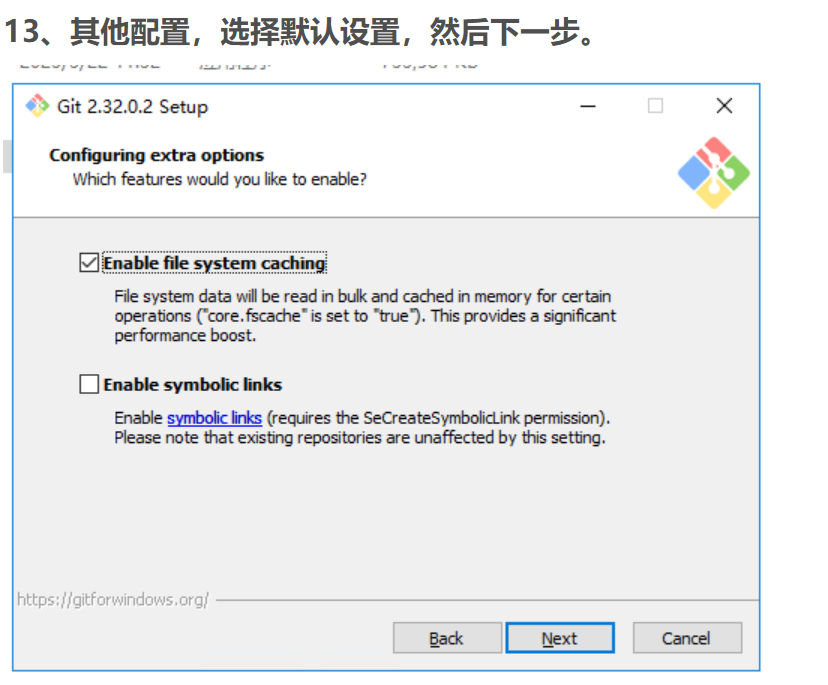 13、其他配置，选择默认设置，然后下一步。
Git 2.32.0.2 Setup
Configuring extra options
Which features would you like to enable?
Enable file system caching
File system data will be read in bulk and cached in memory for certain
operations ("core.fscache" is set to "true"). This provides a significant
performance boost.
Enable symbolic links
Enable symbolic links (requires the SeCreateSymbolicLink permission).
Please note that existing repositories are unaffected by this setting.
https://gitforwindows.org/
Back
Next
Cancel